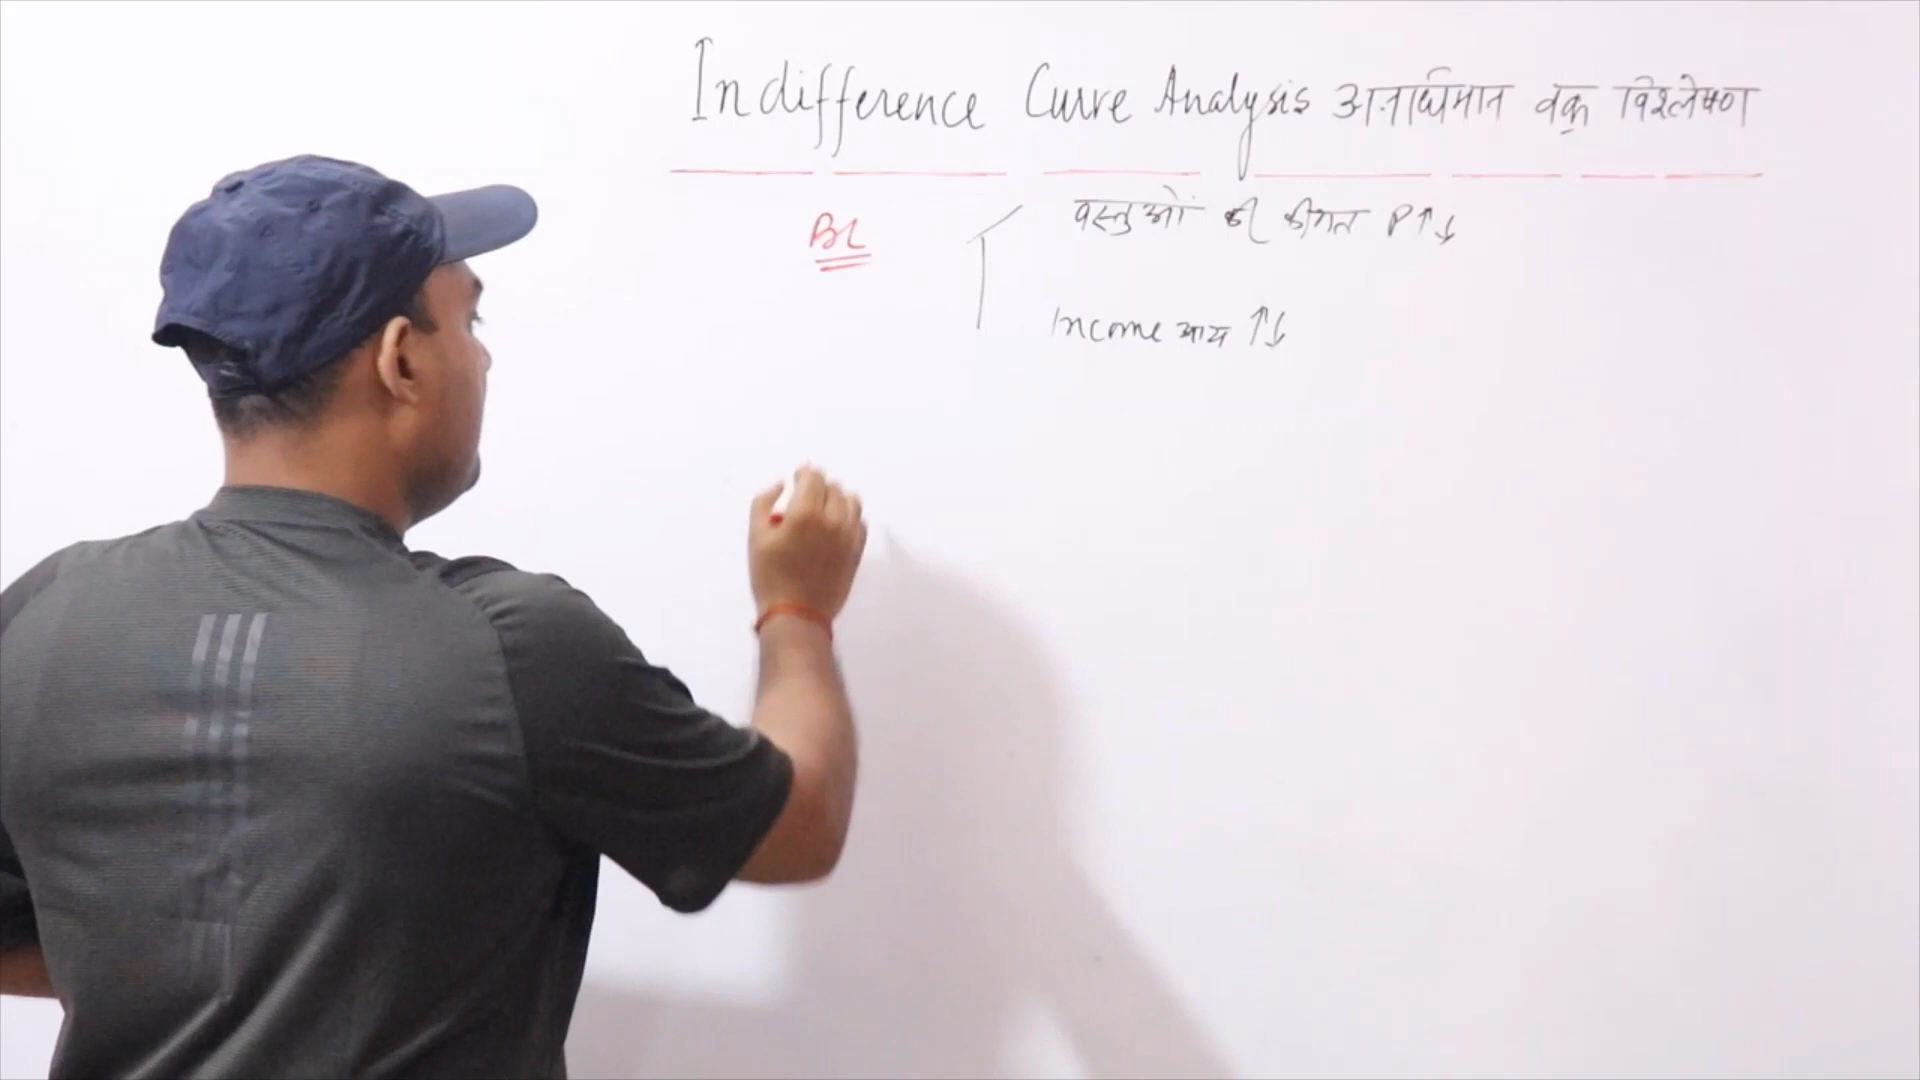 Indifference Curve Analysis अनाधिमान वक्र विश्लेषण
BL
वस्तुओं की कीमत P↑↓
Income आय ↑↓